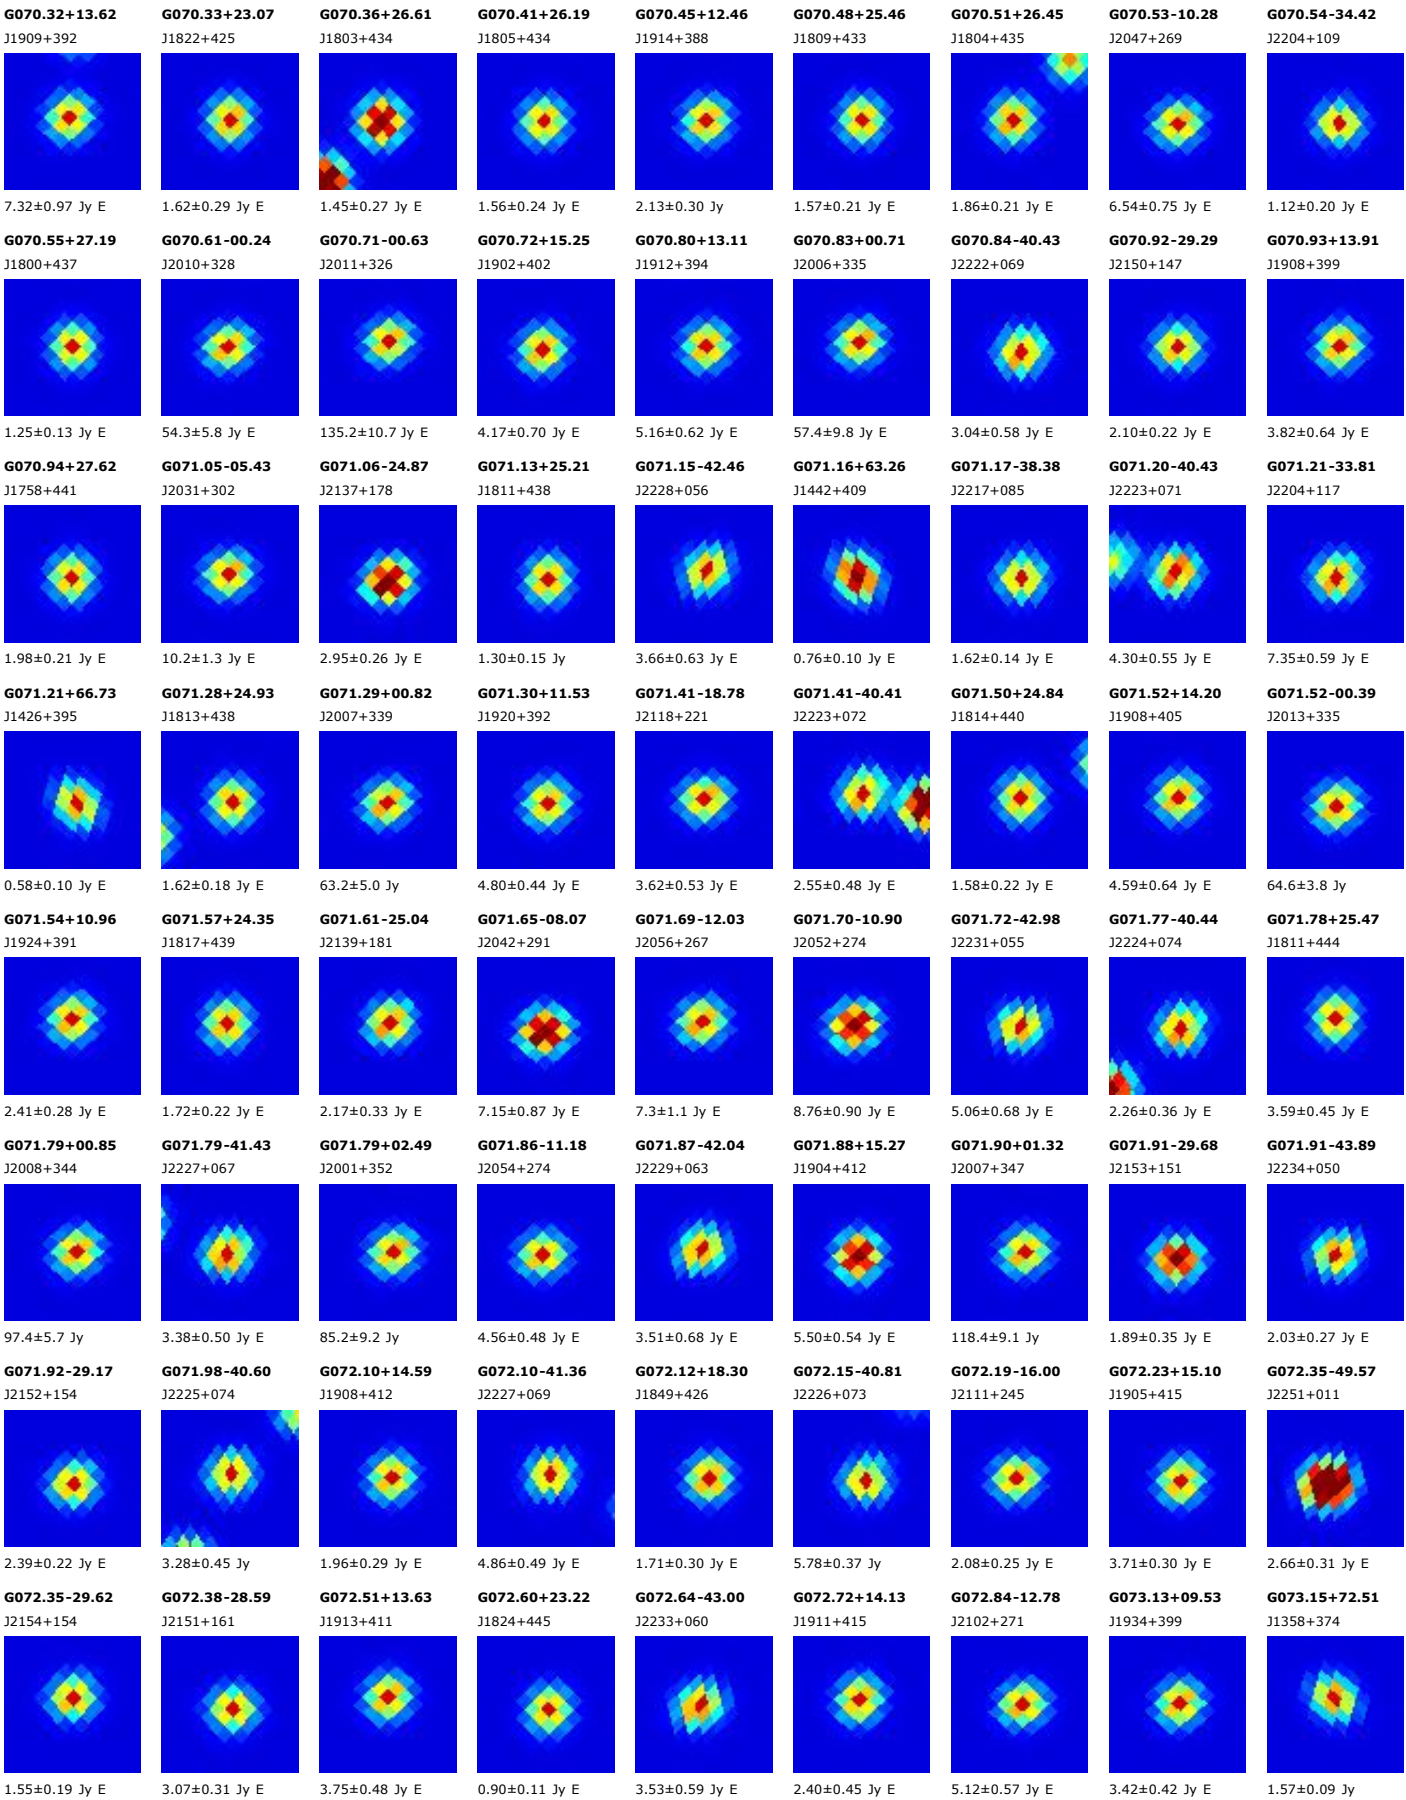 G070.32+13.62 G070.33+23.07 G070.36+26.61 G070.41+26.19 G070.45+12.46 G070.48+25.46 G070.51+26.45 G070.53-10.28 G070.54-34.42
J1909+392 J1822+425 J1803+434 J1805+434 J1914+388 J1809+433 J1804+435 J2047+269 J2204+109
7.32±0.97 Jy E 1.62±0.29 Jy E 1.45±0.27 Jy E 1.56±0.24 Jy E 2.13±0.30 Jy 1.57±0.21 Jy E 1.86±0.21 Jy E 6.54±0.75 Jy E 1.12±0.20 Jy E
G070.55+27.19 G070.61-00.24 G070.71-00.63 G070.72+15.25 G070.80+13.11 G070.83+00.71 G070.84-40.43 G070.92-29.29 G070.93+13.91
J1800+437 J2010+328 J2011+326 J1902+402 J1912+394 J2006+335 J2222+069 J2150+147 J1908+399
1.25±0.13 Jy E 54.3±5.8 Jy E 135.2±10.7 Jy E 4.17±0.70 Jy E 5.16±0.62 Jy E 57.4±9.8 Jy E 3.04±0.58 Jy E 2.10±0.22 Jy E 3.82±0.64 Jy E
G070.94+27.62 G071.05-05.43 G071.06-24.87 G071.13+25.21 G071.15-42.46 G071.16+63.26 G071.17-38.38 G071.20-40.43 G071.21-33.81
J1758+441 J2031+302 J2137+178 J1811+438 J2228+056 J1442+409 J2217+085 J2223+071 J2204+117
1.98±0.21 Jy E 10.2±1.3 Jy E 2.95±0.26 Jy E 1.30±0.15 Jy 3.66±0.63 Jy E 0.76±0.10 Jy E 1.62±0.14 Jy E 4.30±0.55 Jy E 7.35±0.59 Jy E
G071.21+66.73 G071.28+24.93 G071.29+00.82 G071.30+11.53 G071.41-18.78 G071.41-40.41 G071.50+24.84 G071.52+14.20 G071.52-00.39
J1426+395 J1813+438 J2007+339 J1920+392 J2118+221 J2223+072 J1814+440 J1908+405 J2013+335
0.58±0.10 Jy E 1.62±0.18 Jy E 63.2±5.0 Jy 4.80±0.44 Jy E 3.62±0.53 Jy E 2.55±0.48 Jy E 1.58±0.22 Jy E 4.59±0.64 Jy E 64.6±3.8 Jy
G071.54+10.96 G071.57+24.35 G071.61-25.04 G071.65-08.07 G071.69-12.03 G071.70-10.90 G071.72-42.98 G071.77-40.44 G071.78+25.47
J1924+391 J1817+439 J2139+181 J2042+291 J2056+267 J2052+274 J2231+055 J2224+074 J1811+444
2.41±0.28 Jy E 1.72±0.22 Jy E 2.17±0.33 Jy E 7.15±0.87 Jy E 7.3±1.1 Jy E 8.76±0.90 Jy E 5.06±0.68 Jy E 2.26±0.36 Jy E 3.59±0.45 Jy E
G071.79+00.85 G071.79-41.43 G071.79+02.49 G071.86-11.18 G071.87-42.04 G071.88+15.27 G071.90+01.32 G071.91-29.68 G071.91-43.89
J2008+344 J2227+067 J2001+352 J2054+274 J2229+063 J1904+412 J2007+347 J2153+151 J2234+050
97.4±5.7 Jy 3.38±0.50 Jy E 85.2±9.2 Jy 4.56±0.48 Jy E 3.51±0.68 Jy E 5.50±0.54 Jy E 118.4±9.1 Jy 1.89±0.35 Jy E 2.03±0.27 Jy E
G071.92-29.17 G071.98-40.60 G072.10+14.59 G072.10-41.36 G072.12+18.30 G072.15-40.81 G072.19-16.00 G072.23+15.10 G072.35-49.57
J2152+154 J2225+074 J1908+412 J2227+069 J1849+426 J2226+073 J2111+245 J1905+415 J2251+011
2.39±0.22 Jy E 3.28±0.45 Jy 1.96±0.29 Jy E 4.86±0.49 Jy E 1.71±0.30 Jy E 5.78±0.37 Jy 2.08±0.25 Jy E 3.71±0.30 Jy E 2.66±0.31 Jy E
G072.35-29.62 G072.38-28.59 G072.51+13.63 G072.60+23.22 G072.64-43.00 G072.72+14.13 G072.84-12.78 G073.13+09.53 G073.15+72.51
J2154+154 J2151+161 J1913+411 J1824+445 J2233+060 J1911+415 J2102+271 J1934+399 J1358+374
1.55±0.19 Jy E 3.07±0.31 Jy E 3.75±0.48 Jy E 0.90±0.11 Jy E 3.53±0.59 Jy E 2.40±0.45 Jy E 5.12±0.57 Jy E 3.42±0.42 Jy E 1.57±0.09 Jy